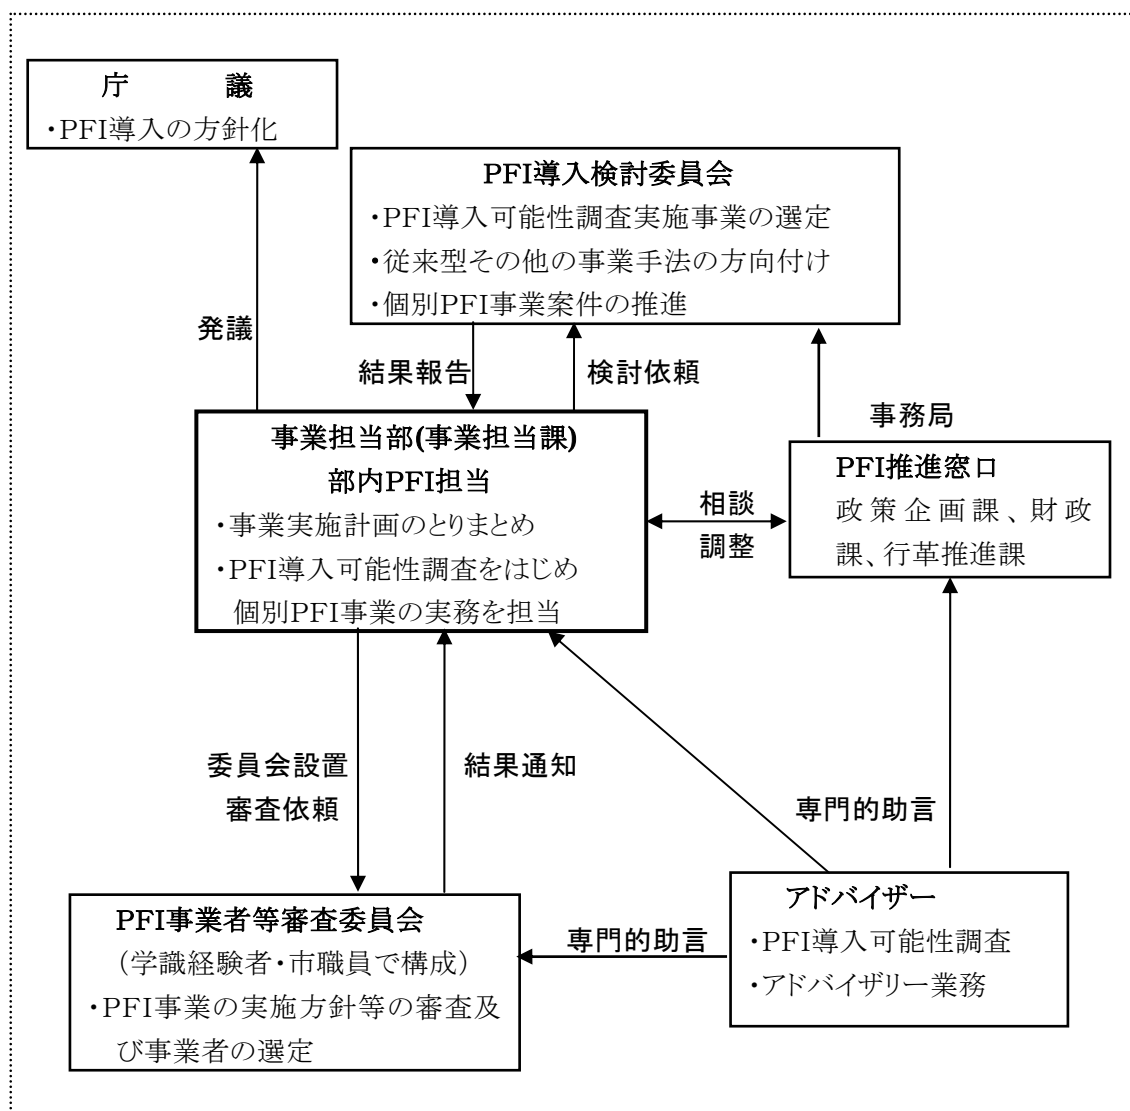 庁　　　議
・PFI導入の方針化
PFI導入検討委員会
・PFI導入可能性調査実施事業の選定
・従来型その他の事業手法の方向付け
・個別PFI事業案件の推進
発議
結果報告
検討依頼
事務局
事業担当部(事業担当課)
部内PFI担当
・事業実施計画のとりまとめ
・PFI導入可能性調査をはじめ
個別PFI事業の実務を担当
相談
調整
PFI推進窓口
政策企画課、財政
課、行革推進課
委員会設置
審査依頼
結果通知
専門的助言
PFI事業者等審査委員会
（学識経験者・市職員で構成）
・PFI事業の実施方針等の審査及
び事業者の選定
専門的助言
アドバイザー
・PFI導入可能性調査
・アドバイザリー業務